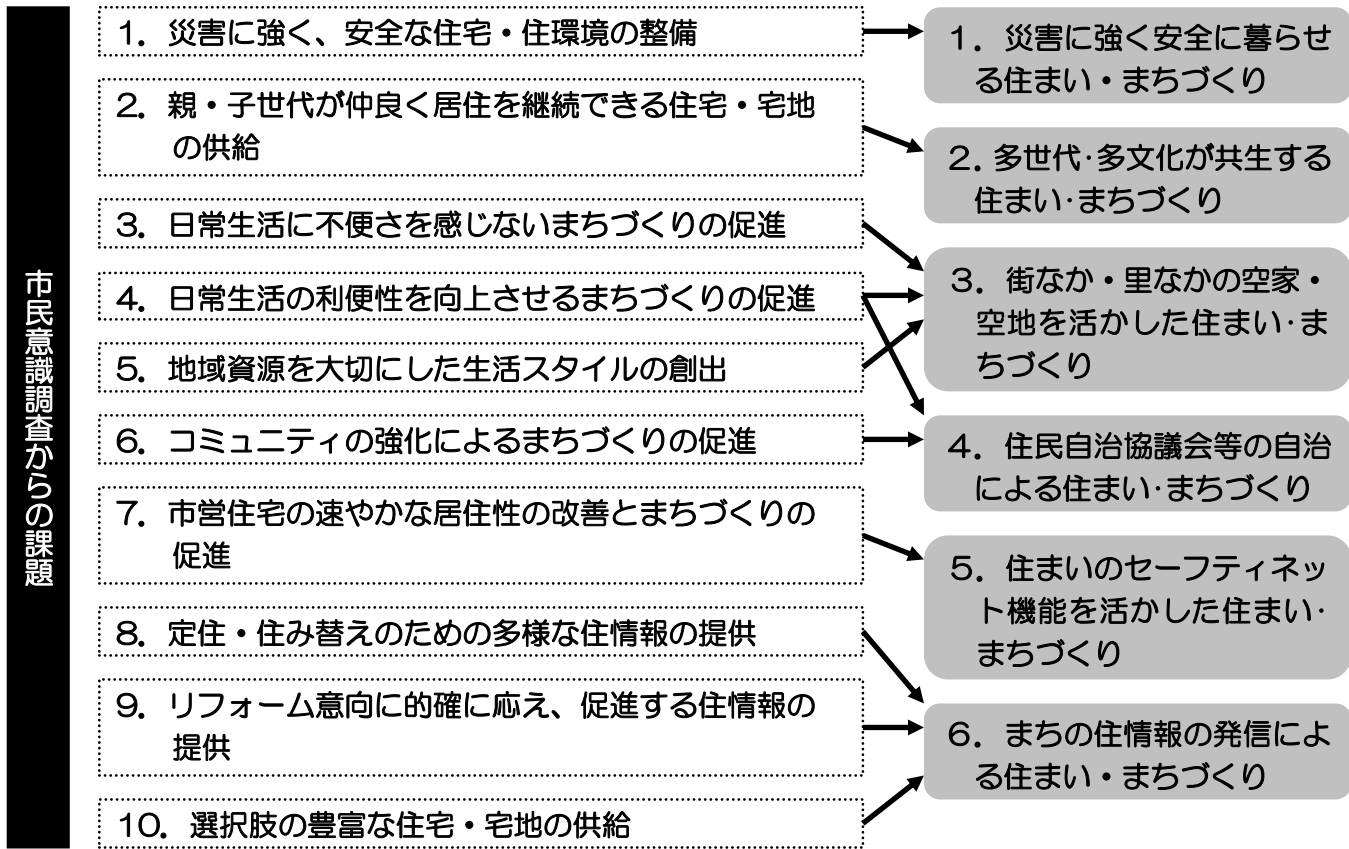 市民意識調査からの課題
1. 災害に強く、安全な住宅・住環境の整備
2. 親・子世代が仲良く居住を継続できる住宅・宅地
の供給
3. 日常生活に不便さを感じないまちづくりの促進
4. 日常生活の利便性を向上させるまちづくりの促進
5. 地域資源を大切にした生活スタイルの創出
6. コミュニティの強化によるまちづくりの促進
7. 市営住宅の速やかな居住性の改善とまちづくりの
促進
8. 定住・住み替えのための多様な住情報の提供
9. リフォーム意向に的確に応え、促進する住情報の
提供
10. 選択肢の豊富な住宅・宅地の供給
1. 災害に強く安全に暮らせ
る住まい・まちづくり
2. 多世代・多文化が共生する
住まい・まちづくり
3. 街なか・里なかの空家・
空地を活かした住まい・ま
ちづくり
4. 住民自治協議会等の自治
による住まい・まちづくり
5. 住まいのセーフティネッ
ト機能を活かした住まい・
まちづくり
6. まちの住情報の発信によ
る住まい・まちづくり